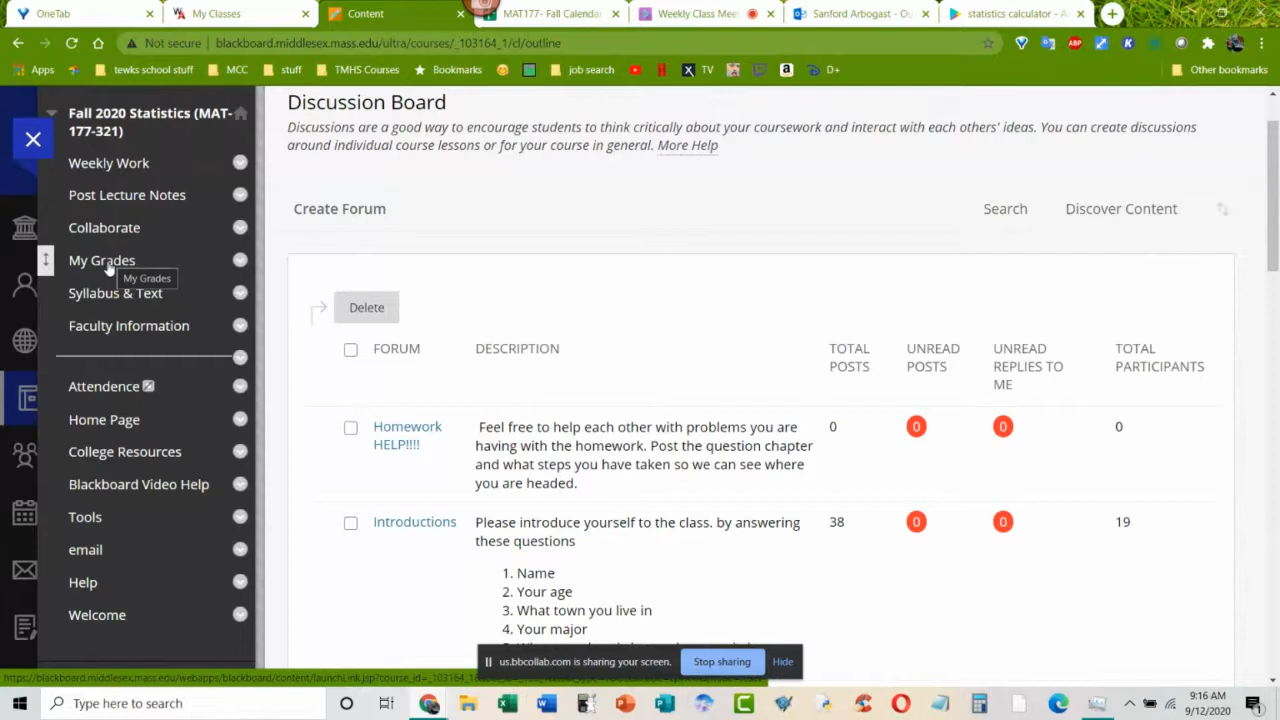 OneTab
My Classes
Content
MAT177- Fall Calenda
Weekly Class Mee
Sanford Arbogast - Ou
statistics calculator - A
Not secure
blackboard.middlesex.mass.edu/ultra/courses/_103164_1/cl/outline
ABP
Apps
tewks school stuff
MCC
stuff
TMHS Courses
Bookmarks
job search
TV
D+
Other bookmarks
Fall 2020 Statistics (MAT-
177-321)
Weekly Work
Post Lecture Notes
Collaborate
My Grades
My Grades
Syllabus & Text
Faculty Information
Attendence
Home Page
College Resources
Blackboard Video Help
Tools
email
Help
Welcome
Discussion Board
Discussions are a good way to encourage students to think critically about your coursework and interact with each others' ideas. You can create discussions
around individual course lessons or for your course in general. More Help
Create Forum
Search
Discover Content
Delete
FORUM
DESCRIPTION
TOTAL
POSTS
UNREAD
POSTS
UNREAD
REPLIES TO
ME
TOTAL
PARTICIPANTS
Homework
HELP!!!!
Feel free to help each other with problems you are
having with the homework. Post the question chapter
and what steps you have taken so we can see where
you are headed.
0
0
0
0
Introductions
Please introduce yourself to the class. by answering
these questions
38
0
0
19
1. Name
2. Your age
3. What town you live in
4. Your major
us.bbcollab.com is sharing your screen.
Stop sharing
Hide
Type here to search
9:16 AM
9/12/2020